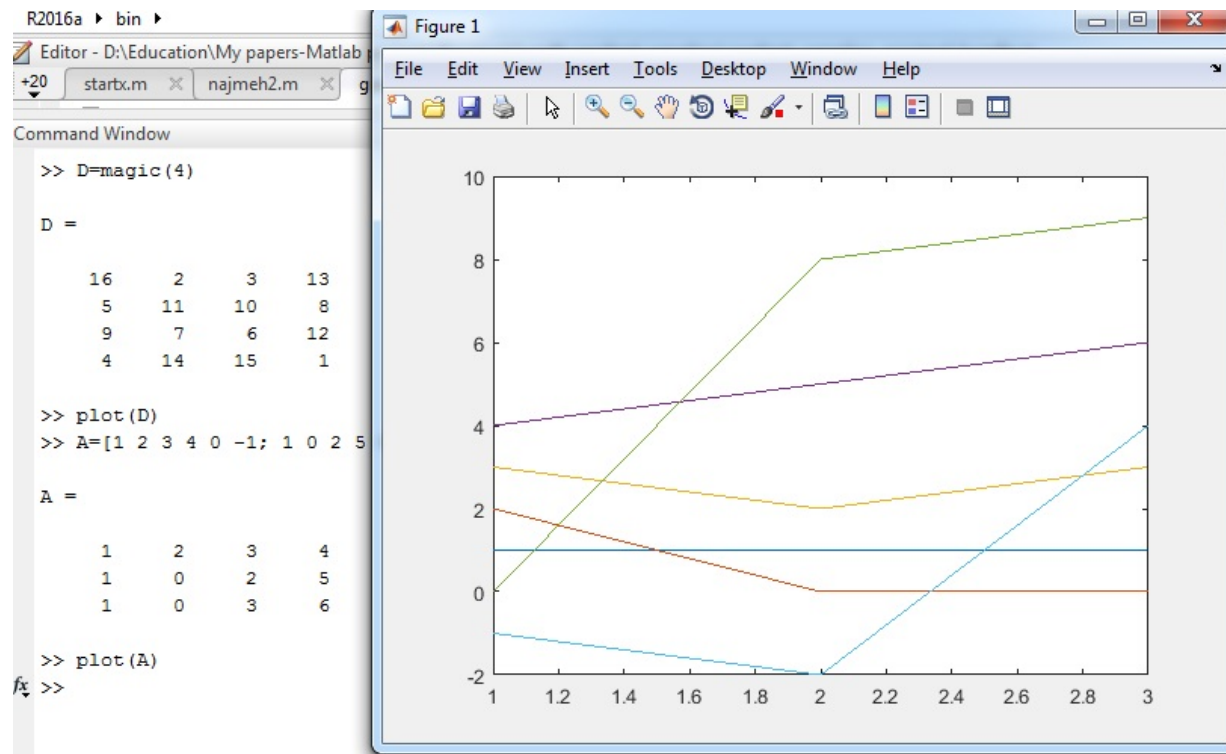 R2016a ▸ bin ▸
Editor - D:\Education\My papers-Matlab
+20 startx.m × najmeh2.m × g
Command Window
>> D=magic(4)
D =
16 2 3 13
5 11 10 8
9 7 6 12
4 14 15 1
>> plot(D)
>> A=[1 2 3 4 0 -1; 1 0 2 5
A =
1 2 3 4
1 0 2 5
1 0 3 6
>> plot(A)
fx >>
Figure 1
File Edit View Insert Tools Desktop Window Help
10
8
6
4
2
0
-2
1 1.2 1.4 1.6 1.8 2 2.2 2.4 2.6 2.8 3